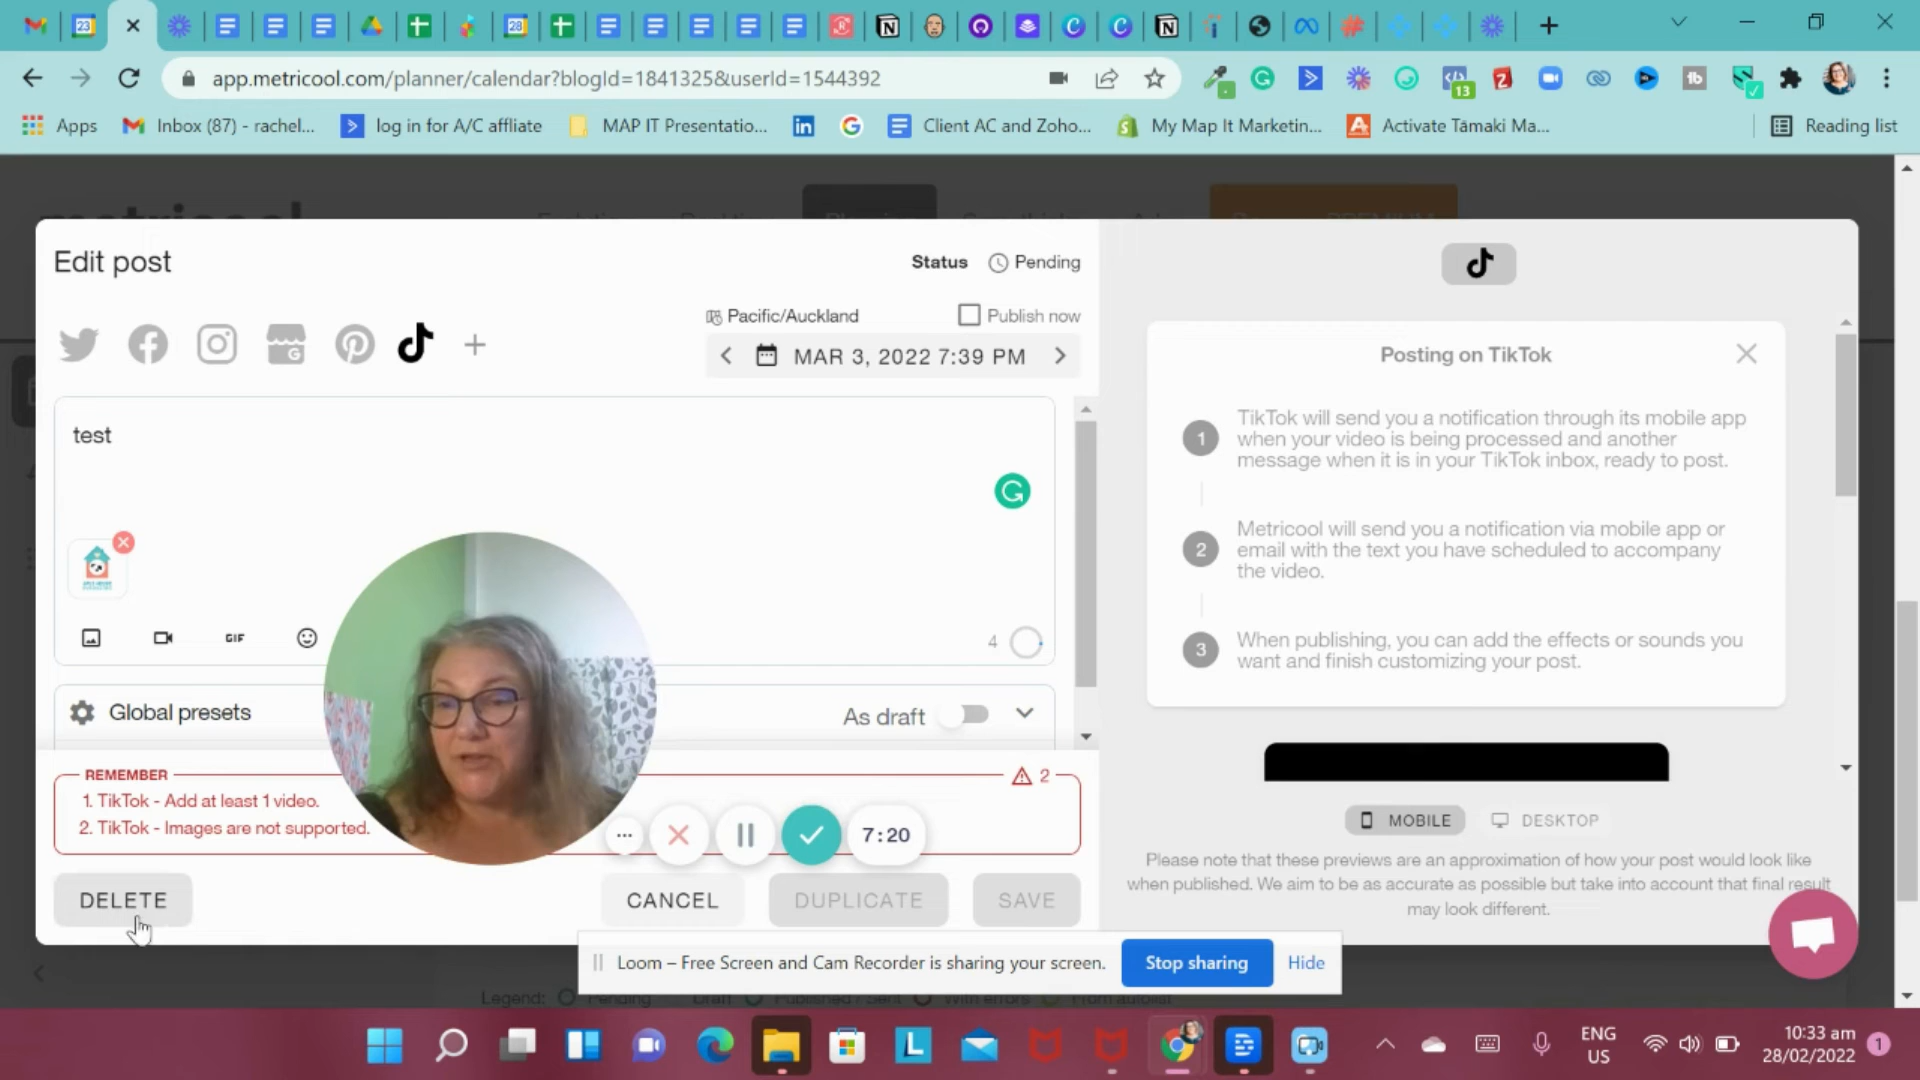 23
28
app.metricool.com/planner/calendar?blogId=1841325&userId=1544392
13
Apps
Inbox (87) - rachel...
log in for A/C affliate
MAP IT Presentatio...
Client AC and Zoho...
My Map It Marketin...
Activate Tāmaki Ma...
Reading list
Edit post
Status
Pending
Pacific/Auckland
Publish now
MAR 3, 2022 7:39 PM
test
GIF
4
Global presets
As draft
REMEMBER
2
1. TikTok - Add at least 1 video.
2. TikTok - Images are not supported.
7:20
DELETE
CANCEL
DUPLICATE
SAVE
Posting on TikTok
1
TikTok will send you a notification through its mobile app
when your video is being processed and another
message when it is in your TikTok inbox, ready to post.
2
Metricool will send you a notification via mobile app or
email with the text you have scheduled to accompany
the video.
3
When publishing, you can add the effects or sounds you
want and finish customizing your post.
MOBILE
DESKTOP
Please note that these previews are an approximation of how your post would look like
when published. We aim to be as accurate as possible but take into account that final result
may look different.
Loom – Free Screen and Cam Recorder is sharing your screen.
Stop sharing
Hide
Legend:
ENG
US
10:33 am
28/02/2022
1